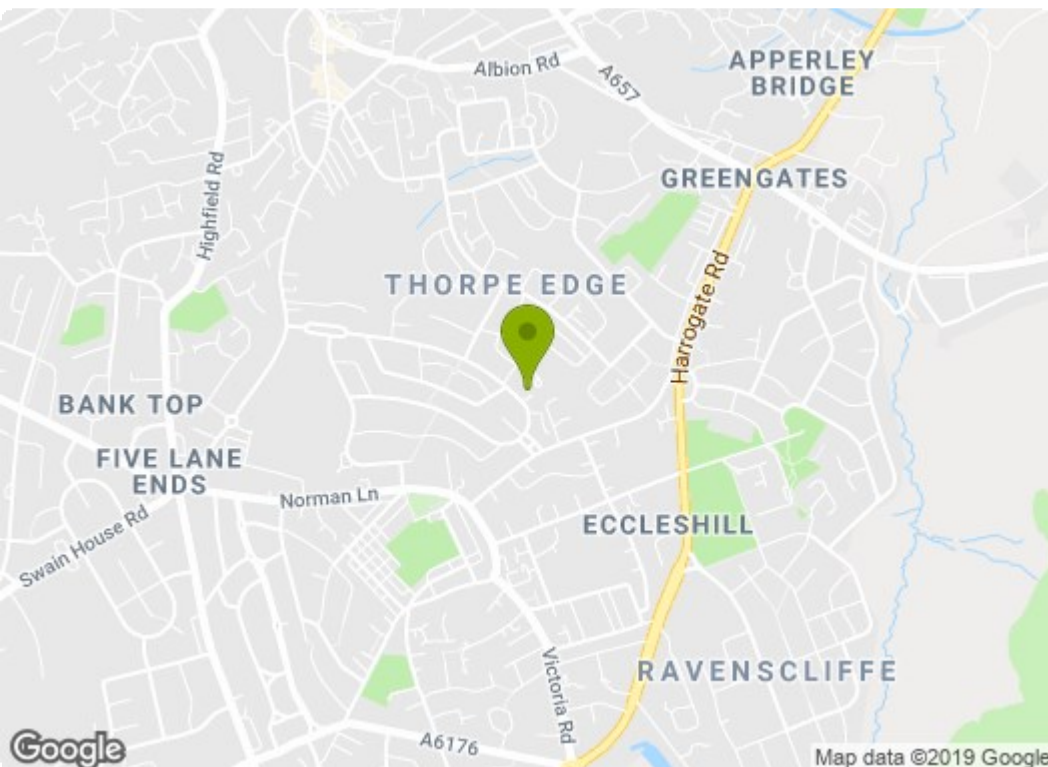 Albion Rd
A657
APPERLEY
BRIDGE
Highfield Rd
GREENGATES
THORPE EDGE
Harrogate Rd
BANK TOP
FIVE LANE
ENDS
Norman Ln
Swain House Rd
ECCLESHILL
Victoria Rd
RAVENSCLIFFE
A6176
Google
Map data ©2019 Google